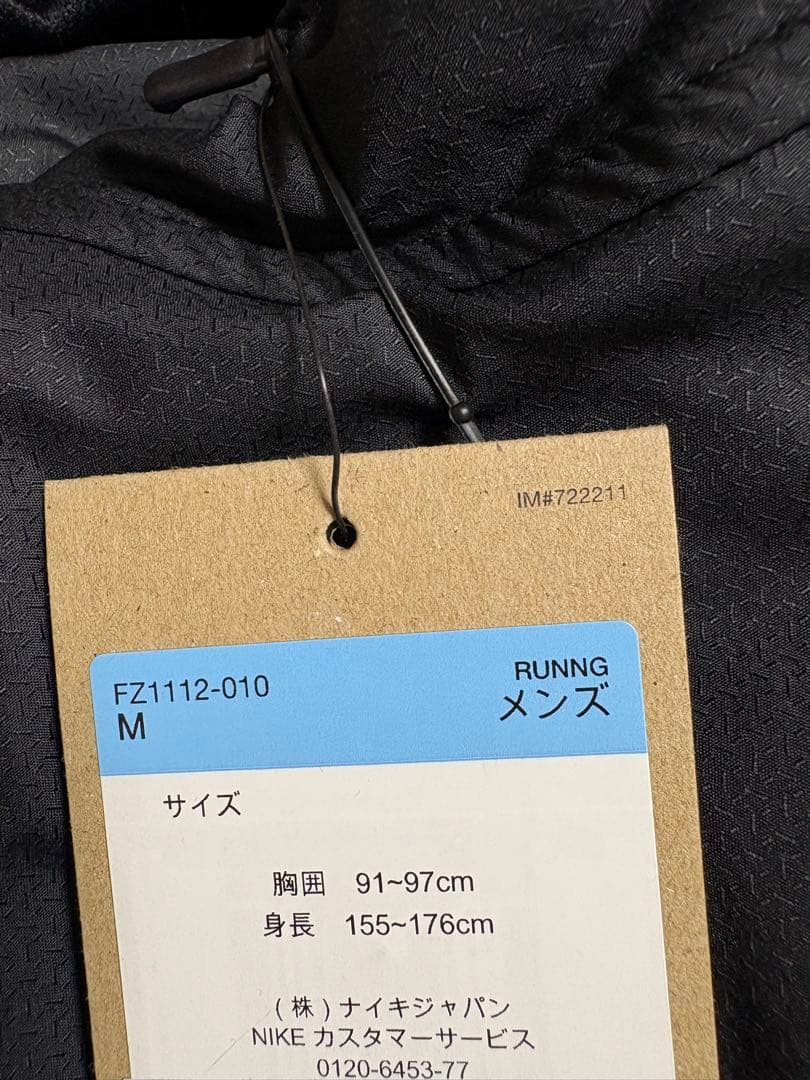 IM#722211
FZ1112-010
RUNNG
M
メンズ
サイズ
胸囲 91~97cm
身長 155~176cm
(株)ナイキジャパン
NIKE カスタマーサービス
0120-6453-77